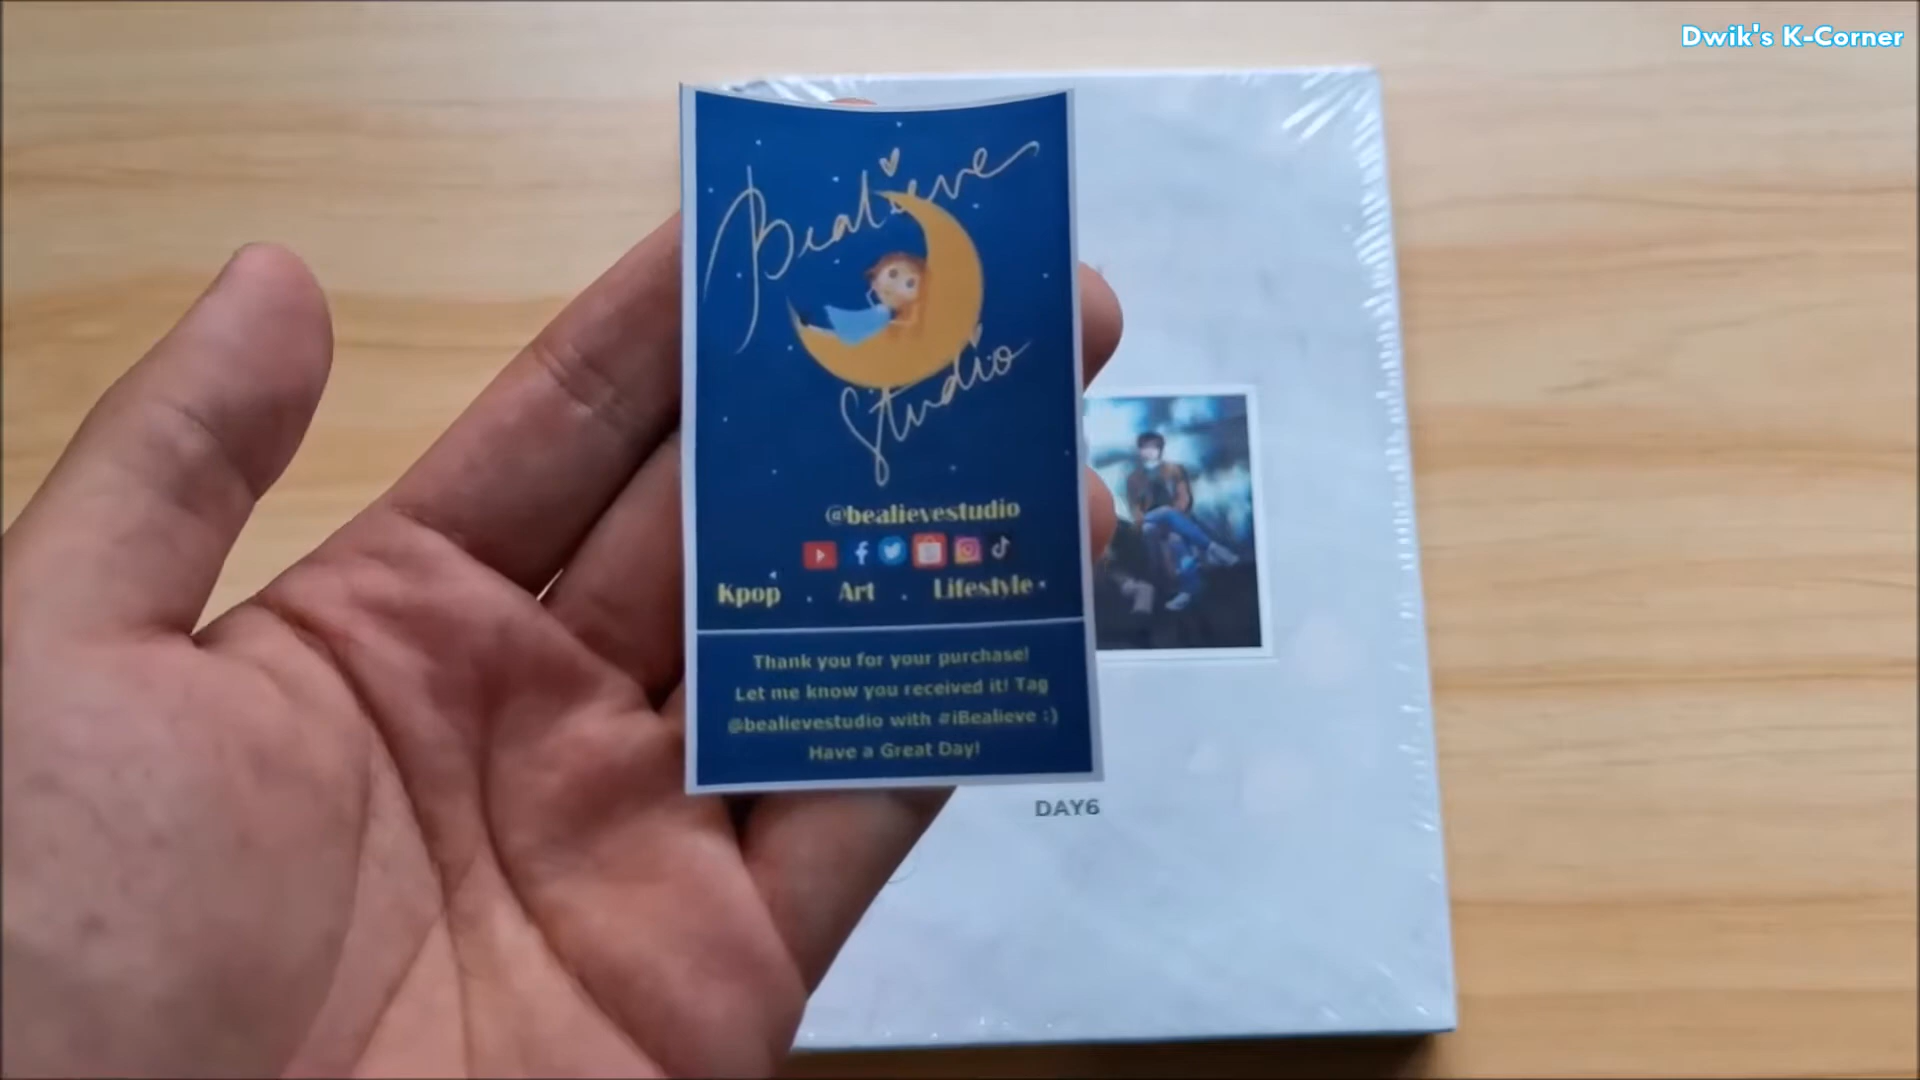 Dwik's K-Corner
Bealieve
Studio
@bealievestudio
Kpop . Art . Lifestyle
Thank you for your purchase!
Let me know you received it! Tag
@bealievestudio with #iBealieve :)
Have a Great Day!
DAY6